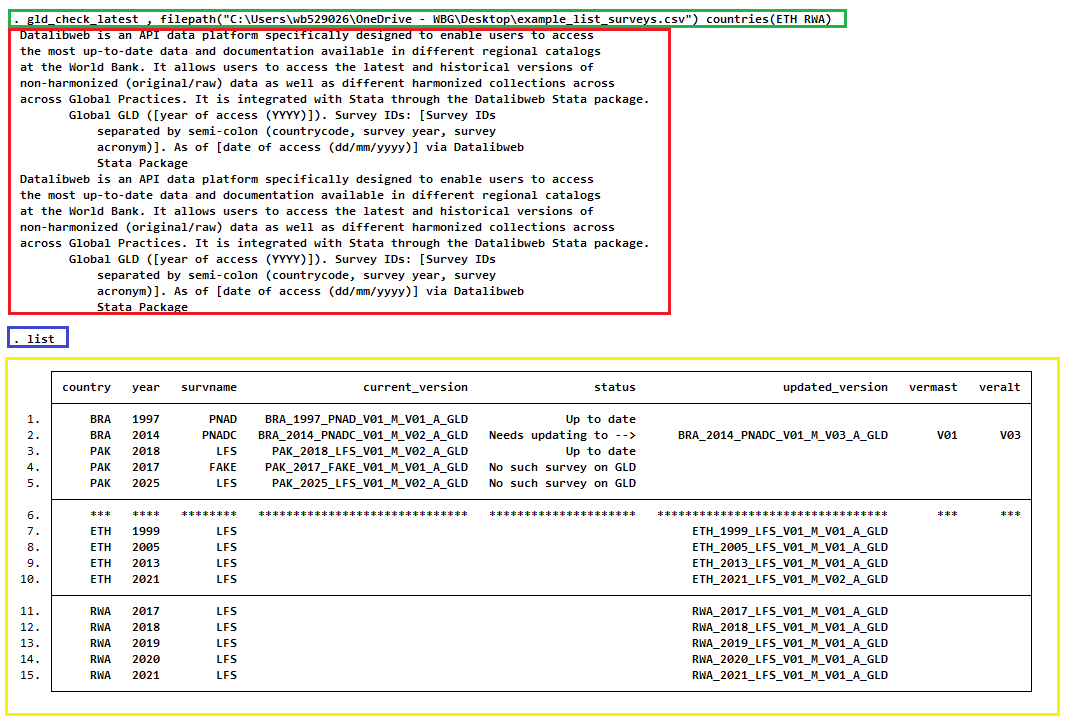 . gld_check_latest , filepath("C:\Users\wb529026\OneDrive - WBG\Desktop\example_list_surveys.csv") countries(ETH RWA)
Datalibweb is an API data platform specifically designed to enable users to access
the most up-to-date data and documentation available in different regional catalogs
at the World Bank. It allows users to access the latest and historical versions of
non-harmonized (original/raw) data as well as different harmonized collections across
across Global Practices. It is integrated with Stata through the Datalibweb Stata package.
Global GLD ([year of access (YYYY)]). Survey IDs: [Survey IDs
separated by semi-colon (countrycode, survey year, survey
acronym)]. As of [date of access (dd/mm/yyyy)] via Datalibweb
Stata Package
Datalibweb is an API data platform specifically designed to enable users to access
the most up-to-date data and documentation available in different regional catalogs
at the World Bank. It allows users to access the latest and historical versions of
non-harmonized (original/raw) data as well as different harmonized collections across
across Global Practices. It is integrated with Stata through the Datalibweb Stata package.
Global GLD ([year of access (YYYY)]). Survey IDs: [Survey IDs
separated by semi-colon (countrycode, survey year, survey
acronym)]. As of [date of access (dd/mm/yyyy)] via Datalibweb
Stata Package
. list
country year survname current_version status updated_version vermast veralt
1. BRA 1997 PNAD BRA_1997_PNAD_V01_M_V01_A_GLD Up to date
2. BRA 2014 PNADC BRA_2014_PNADC_V01_M_V02_A_GLD Needs updating to --> BRA_2014_PNADC_V01_M_V03_A_GLD V01 V03
3. PAK 2018 LFS PAK_2018_LFS_V01_M_V02_A_GLD Up to date
4. PAK 2017 FAKE PAK_2017_FAKE_V01_M_V01_A_GLD No such survey on GLD
5. PAK 2025 LFS PAK_2025_LFS_V01_M_V02_A_GLD No such survey on GLD
6. *** **** ******** ****************************** ********************* ********************************* *** ***
7. ETH 1999 LFS ETH_1999_LFS_V01_M_V01_A_GLD
8. ETH 2005 LFS ETH_2005_LFS_V01_M_V01_A_GLD
9. ETH 2013 LFS ETH_2013_LFS_V01_M_V01_A_GLD
10. ETH 2021 LFS ETH_2021_LFS_V01_M_V02_A_GLD
11. RWA 2017 LFS RWA_2017_LFS_V01_M_V01_A_GLD
12. RWA 2018 LFS RWA_2018_LFS_V01_M_V01_A_GLD
13. RWA 2019 LFS RWA_2019_LFS_V01_M_V01_A_GLD
14. RWA 2020 LFS RWA_2020_LFS_V01_M_V01_A_GLD
15. RWA 2021 LFS RWA_2021_LFS_V01_M_V01_A_GLD